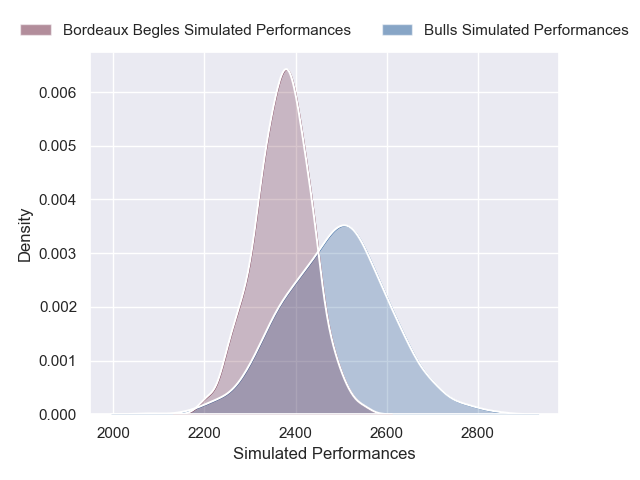 Bordeaux Begles Simulated Performances
Bulls Simulated Performances
0.006
0.005
0.004
0.003
0.002
0.001
0.000
Density
2000 2200 2400 2600 2800
Simulated Performances